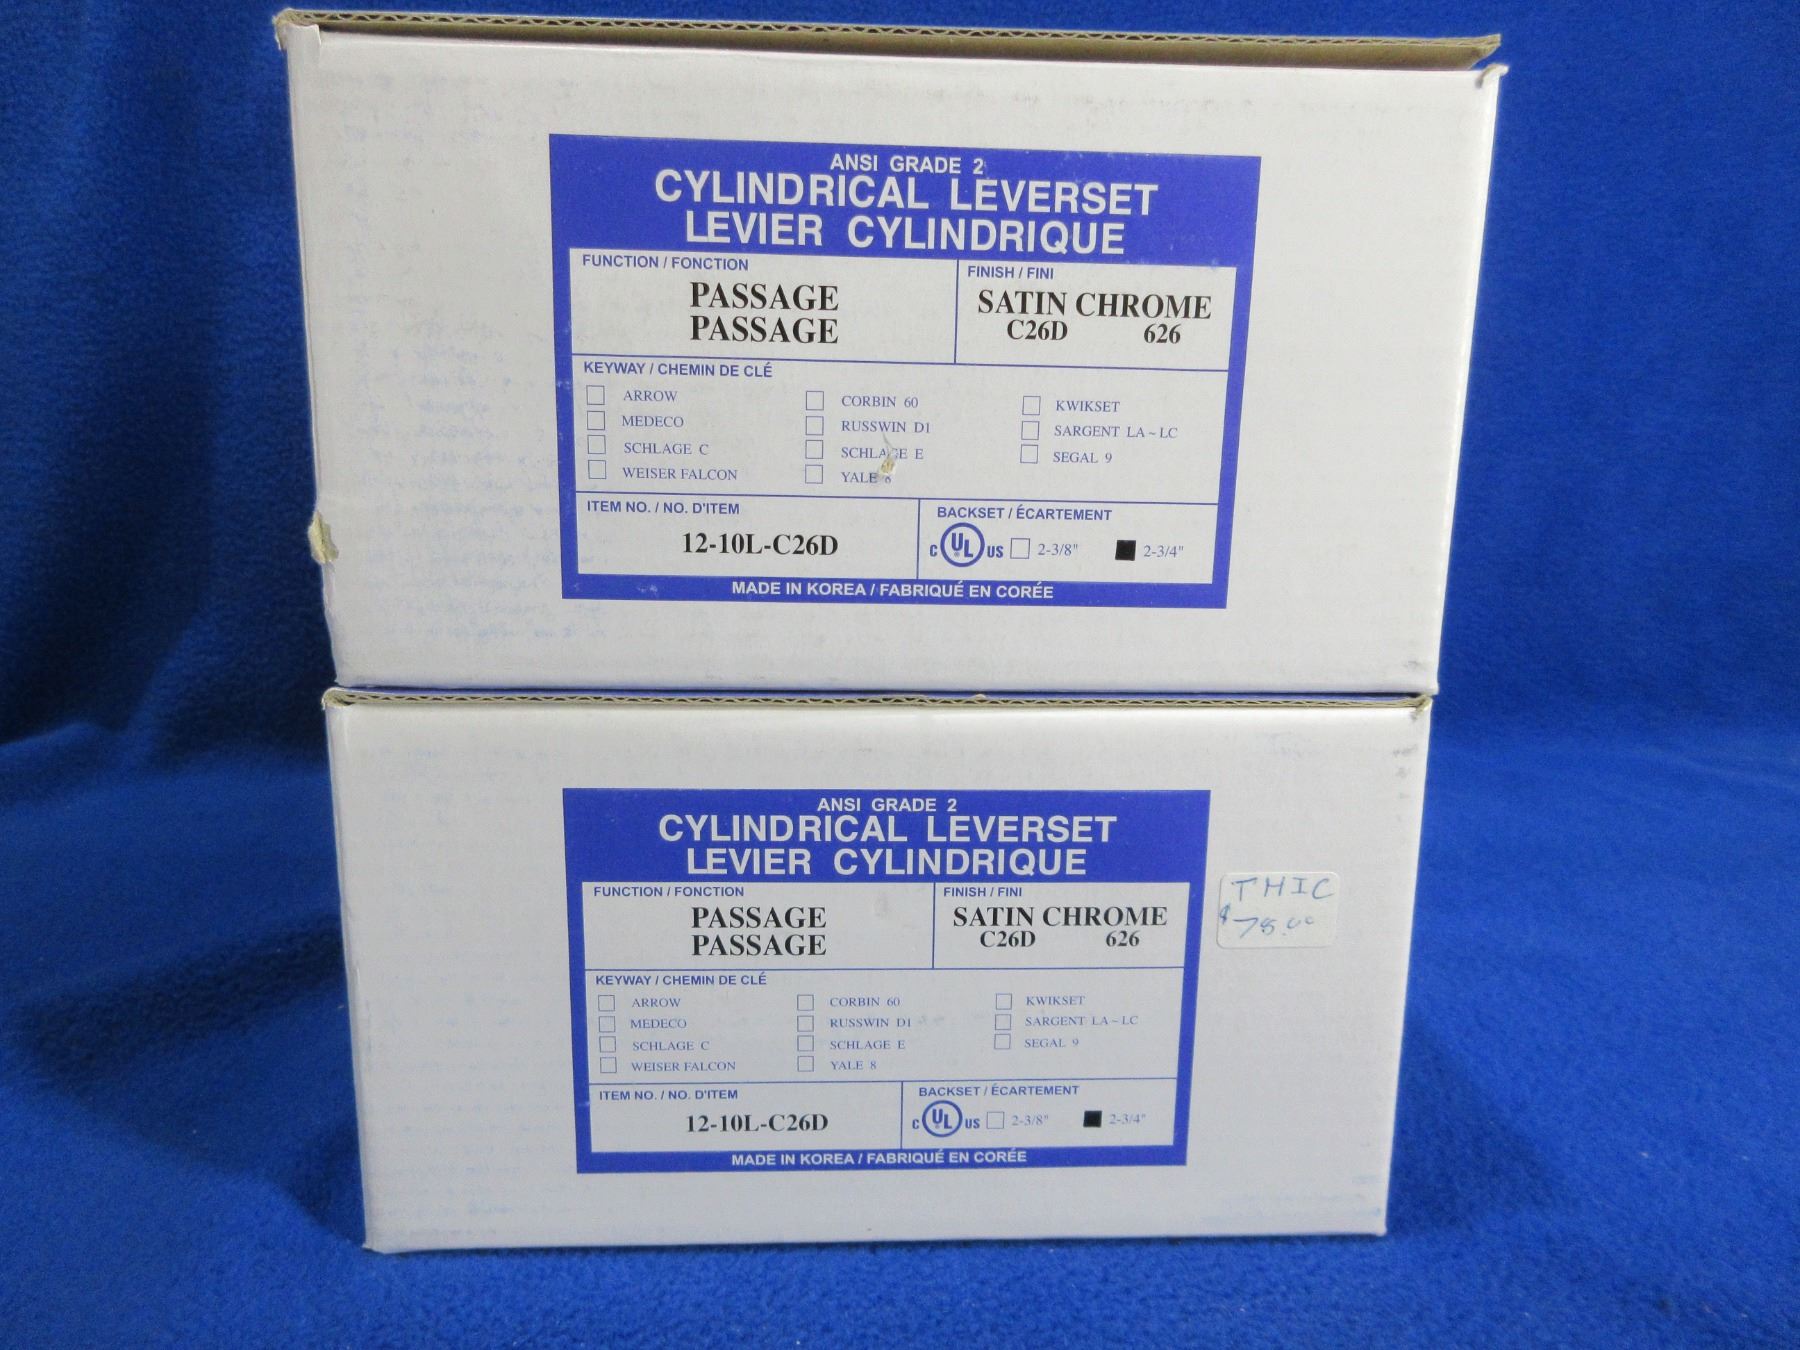 ANSI GRADE 2
CYLINDRICAL LEVERSET
LEVIER CYLINDRIQUE
FUNCTION / FONCTION
PASSAGE
PASSAGE
FINISH / FINI
SATIN CHROME
C26D 626
KEYWAY / CHEMIN DE CLÉ
ARROW CORBIN 60 KWIKSET
MEDECO RUSSWIN D1 SARGENT LA~LC
SCHLAGE C SCHLAGE E SEGAL 9
WEISER FALCON YALE 8
ITEM NO. / NO. D'ITEM
12-10L-C26D
BACKSET / ÉCARTEMENT
C UL US 2-3/8" 2-3/4"
MADE IN KOREA / FABRIQUÉ EN CORÉE
ANSI GRADE 2
CYLINDRICAL LEVERSET
LEVIER CYLINDRIQUE
FUNCTION / FONCTION
PASSAGE
PASSAGE
FINISH / FINI
SATIN CHROME
C26D 626
THIC
$78.00
KEYWAY / CHEMIN DE CLÉ
ARROW CORBIN 60 KWIKSET
MEDECO RUSSWIN D1 SARGENT LA~LC
SCHLAGE C SCHLAGE E SEGAL 9
WEISER FALCON YALE 8
ITEM NO. / NO. D'ITEM
12-10L-C26D
BACKSET / ÉCARTEMENT
C UL US 2-3/8" 2-3/4"
MADE IN KOREA / FABRIQUÉ EN CORÉE